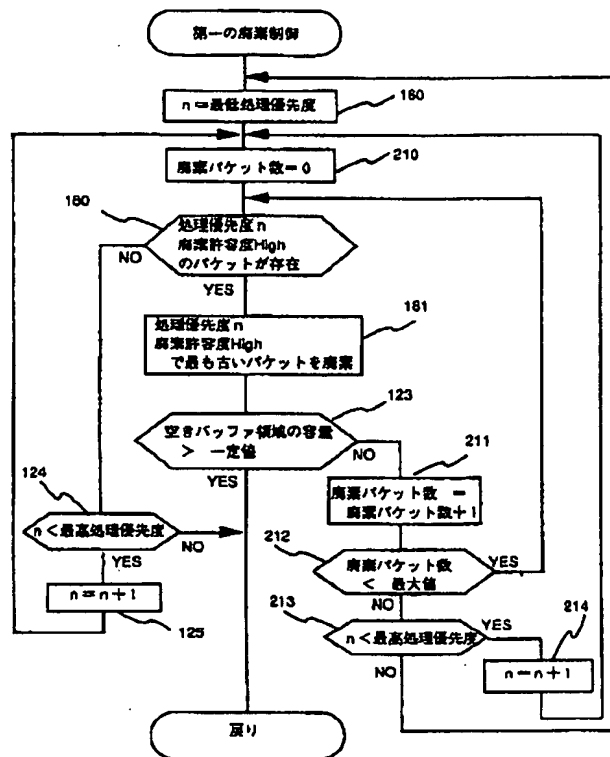 第一の廃棄制御
n=最低処理優先度
160
210
廃棄パケット数=0
180
処理優先度n
廃棄許容度High
のパケットが存在
NO
YES
181
処理優先度n
廃棄許容度High
で最も古いパケットを廃棄
123
空きバッファ領域の容量
> 一定値
NO
YES
211
廃棄パケット数 =
廃棄パケット数+1
124
n<最高処理優先度
NO
YES
212
廃棄パケット数
< 最大値
YES
NO
n=n+1
125
213
n<最高処理優先度
YES
NO
214
n=n+1
戻り